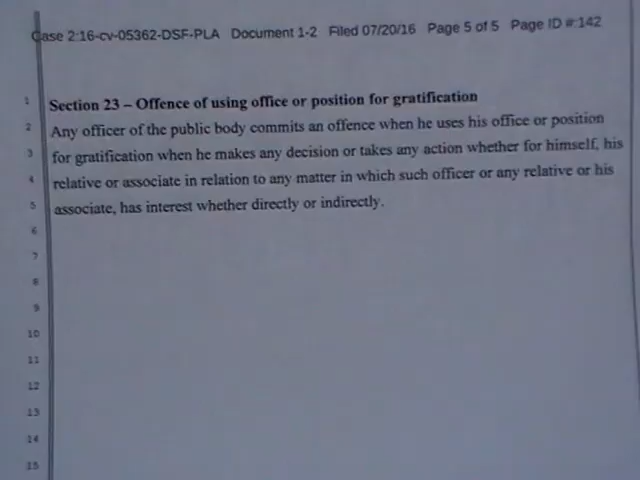 Case 2:16-cv-05362-DSF-PLA Document 1-2 Filed 07/20/16 Page 5 of 5 Page ID #:142
1 Section 23 – Offence of using office or position for gratification
2 Any officer of the public body commits an offence when he uses his office or position
3 for gratification when he makes any decision or takes any action whether for himself, his
4 relative or associate in relation to any matter in which such officer or any relative or his
5 associate, has interest whether directly or indirectly.
6
7
8
9
10
11
12
13
14
15